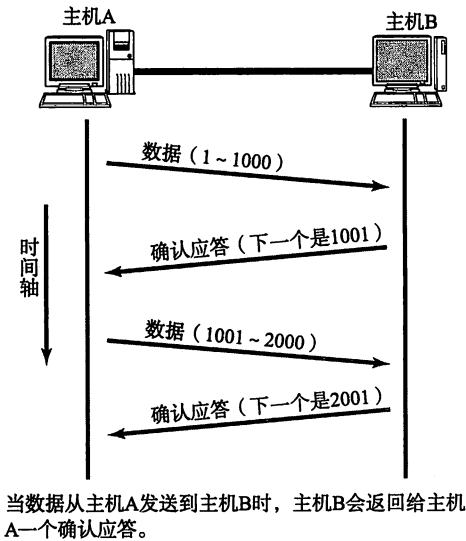 主机A
主机B
数据（1～1000）
确认应答（下一个是1001）
时间轴
数据（1001～2000）
确认应答（下一个是2001）
当数据从主机A发送到主机B时，主机B会返回给主机
A一个确认应答。